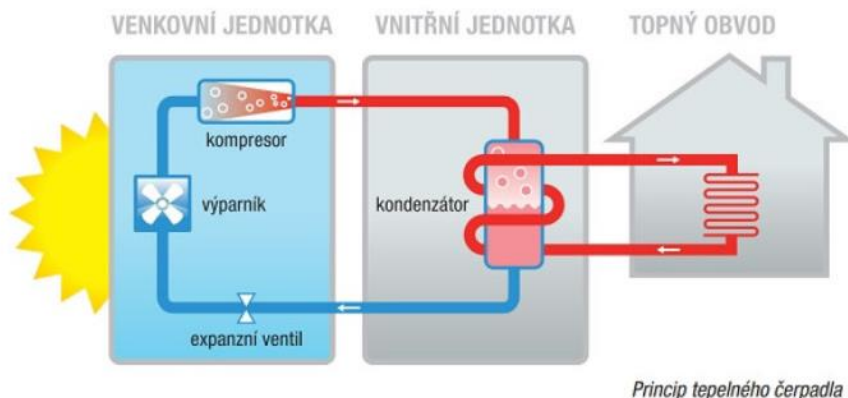 VENKOVNÍ JEDNOTKA
VNITŘNÍ JEDNOTKA
TOPNÝ OBVOD
kompresor
výparník
kondenzátor
expanzní ventil
Princip tepelného čerpadla